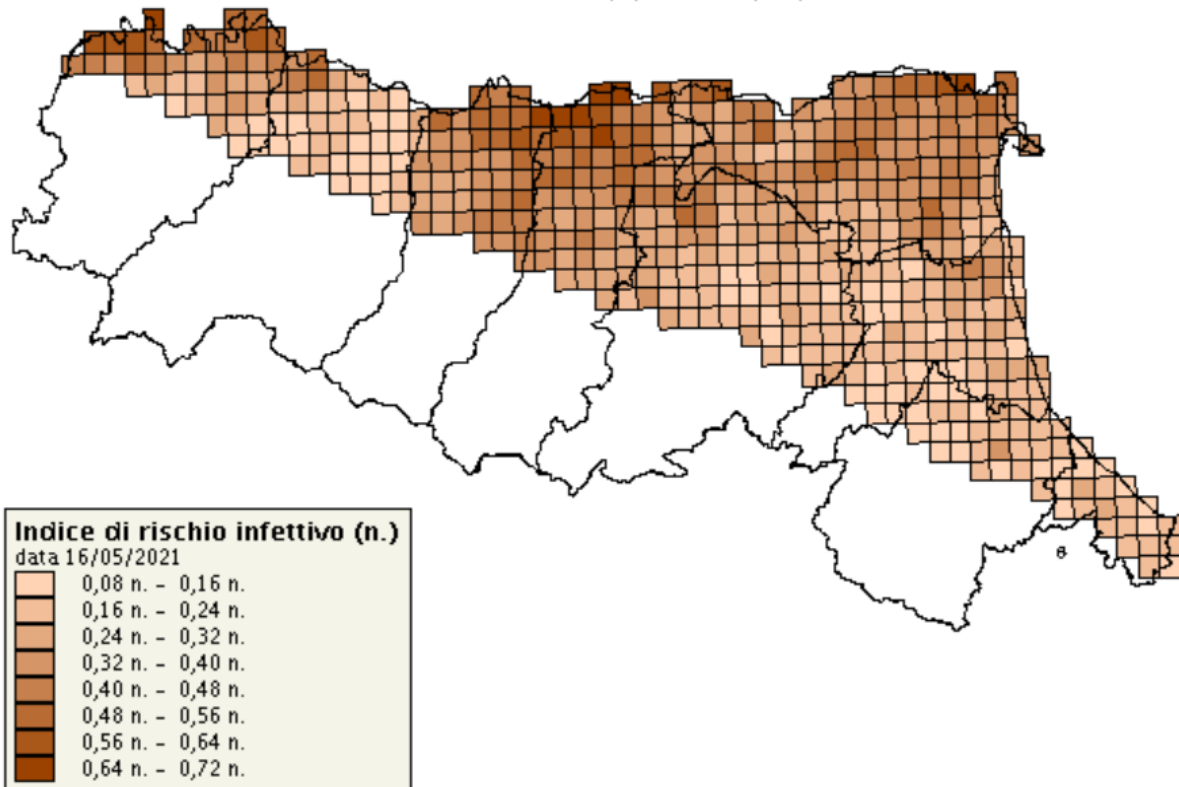 Indice di rischio infettivo (n.)
data 16/05/2021
0,08 n. - 0,16 n.
0,16 n. - 0,24 n.
0,24 n. - 0,32 n.
0,32 n. - 0,40 n.
0,40 n. - 0,48 n.
0,48 n. - 0,56 n.
0,56 n. - 0,64 n.
0,64 n. - 0,72 n.